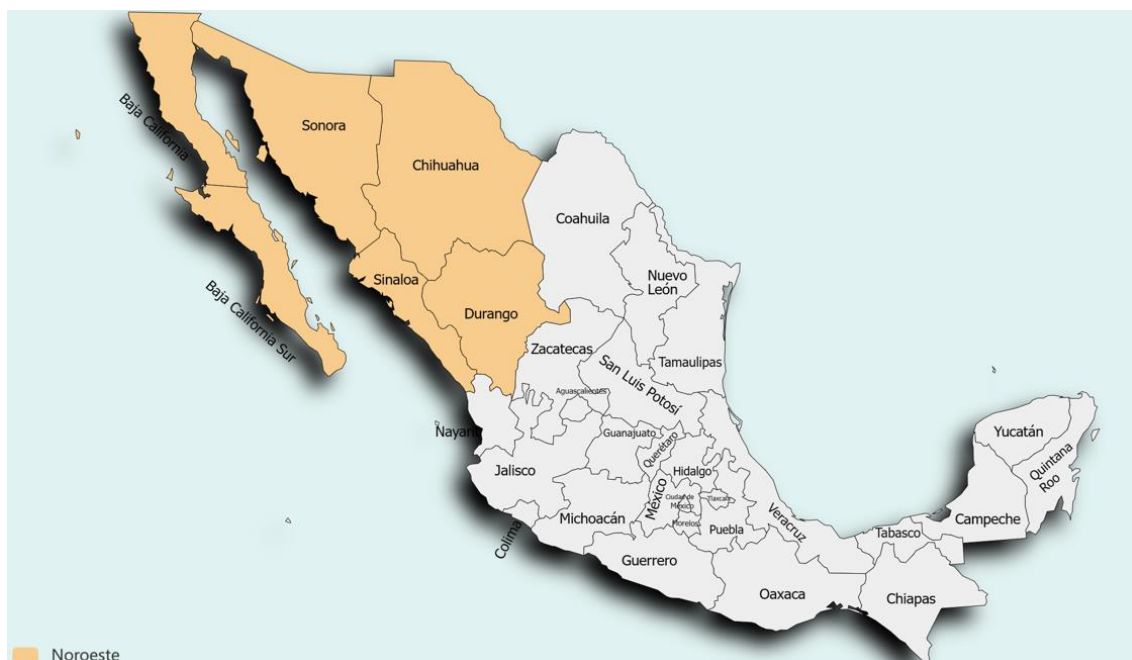 Baja California
Sonora
Chihuahua
Coahuila
Sinaloa
Nuevo
León
Baja California Sur
Durango
Zacatecas
Tamaulipas
San Luis Potosí
Aguascalientes
Nayarit
Guanajuato
Querétaro
Yucatán
Quintana
Roo
Jalisco
Hidalgo
México
Ciudad de
México
Tlaxcala
Veracruz
Colima
Michoacán
Morelos
Puebla
Campeche
Tabasco
Guerrero
Oaxaca
Chiapas
Noroeste